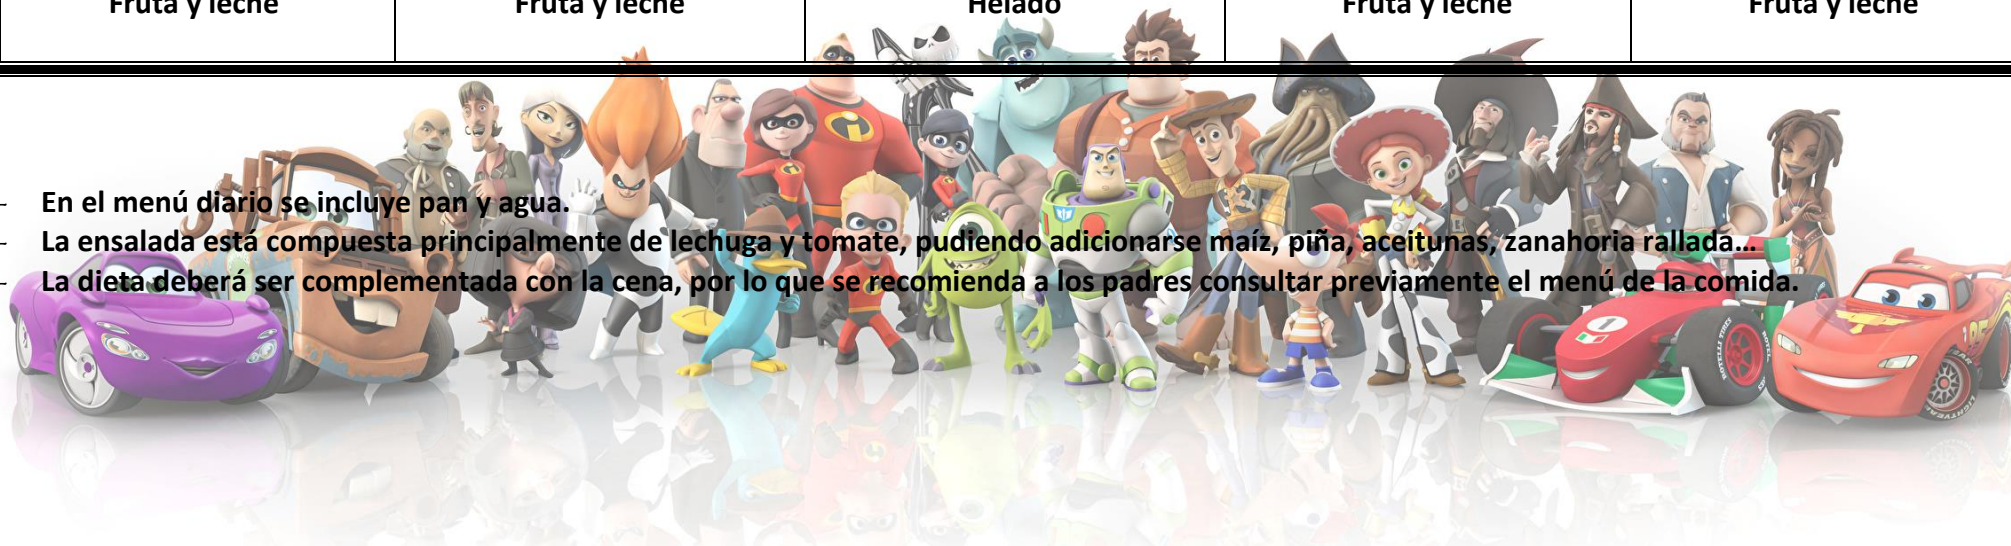 Fruta y leche Fruta y leche Helado Fruta y leche Fruta y leche
- En el menú diario se incluye pan y agua.
- La ensalada está compuesta principalmente de lechuga y tomate, pudiendo adicionarse maíz, piña, aceitunas, zanahoria rallada...
- La dieta deberá ser complementada con la cena, por lo que se recomienda a los padres consultar previamente el menú de la comida.